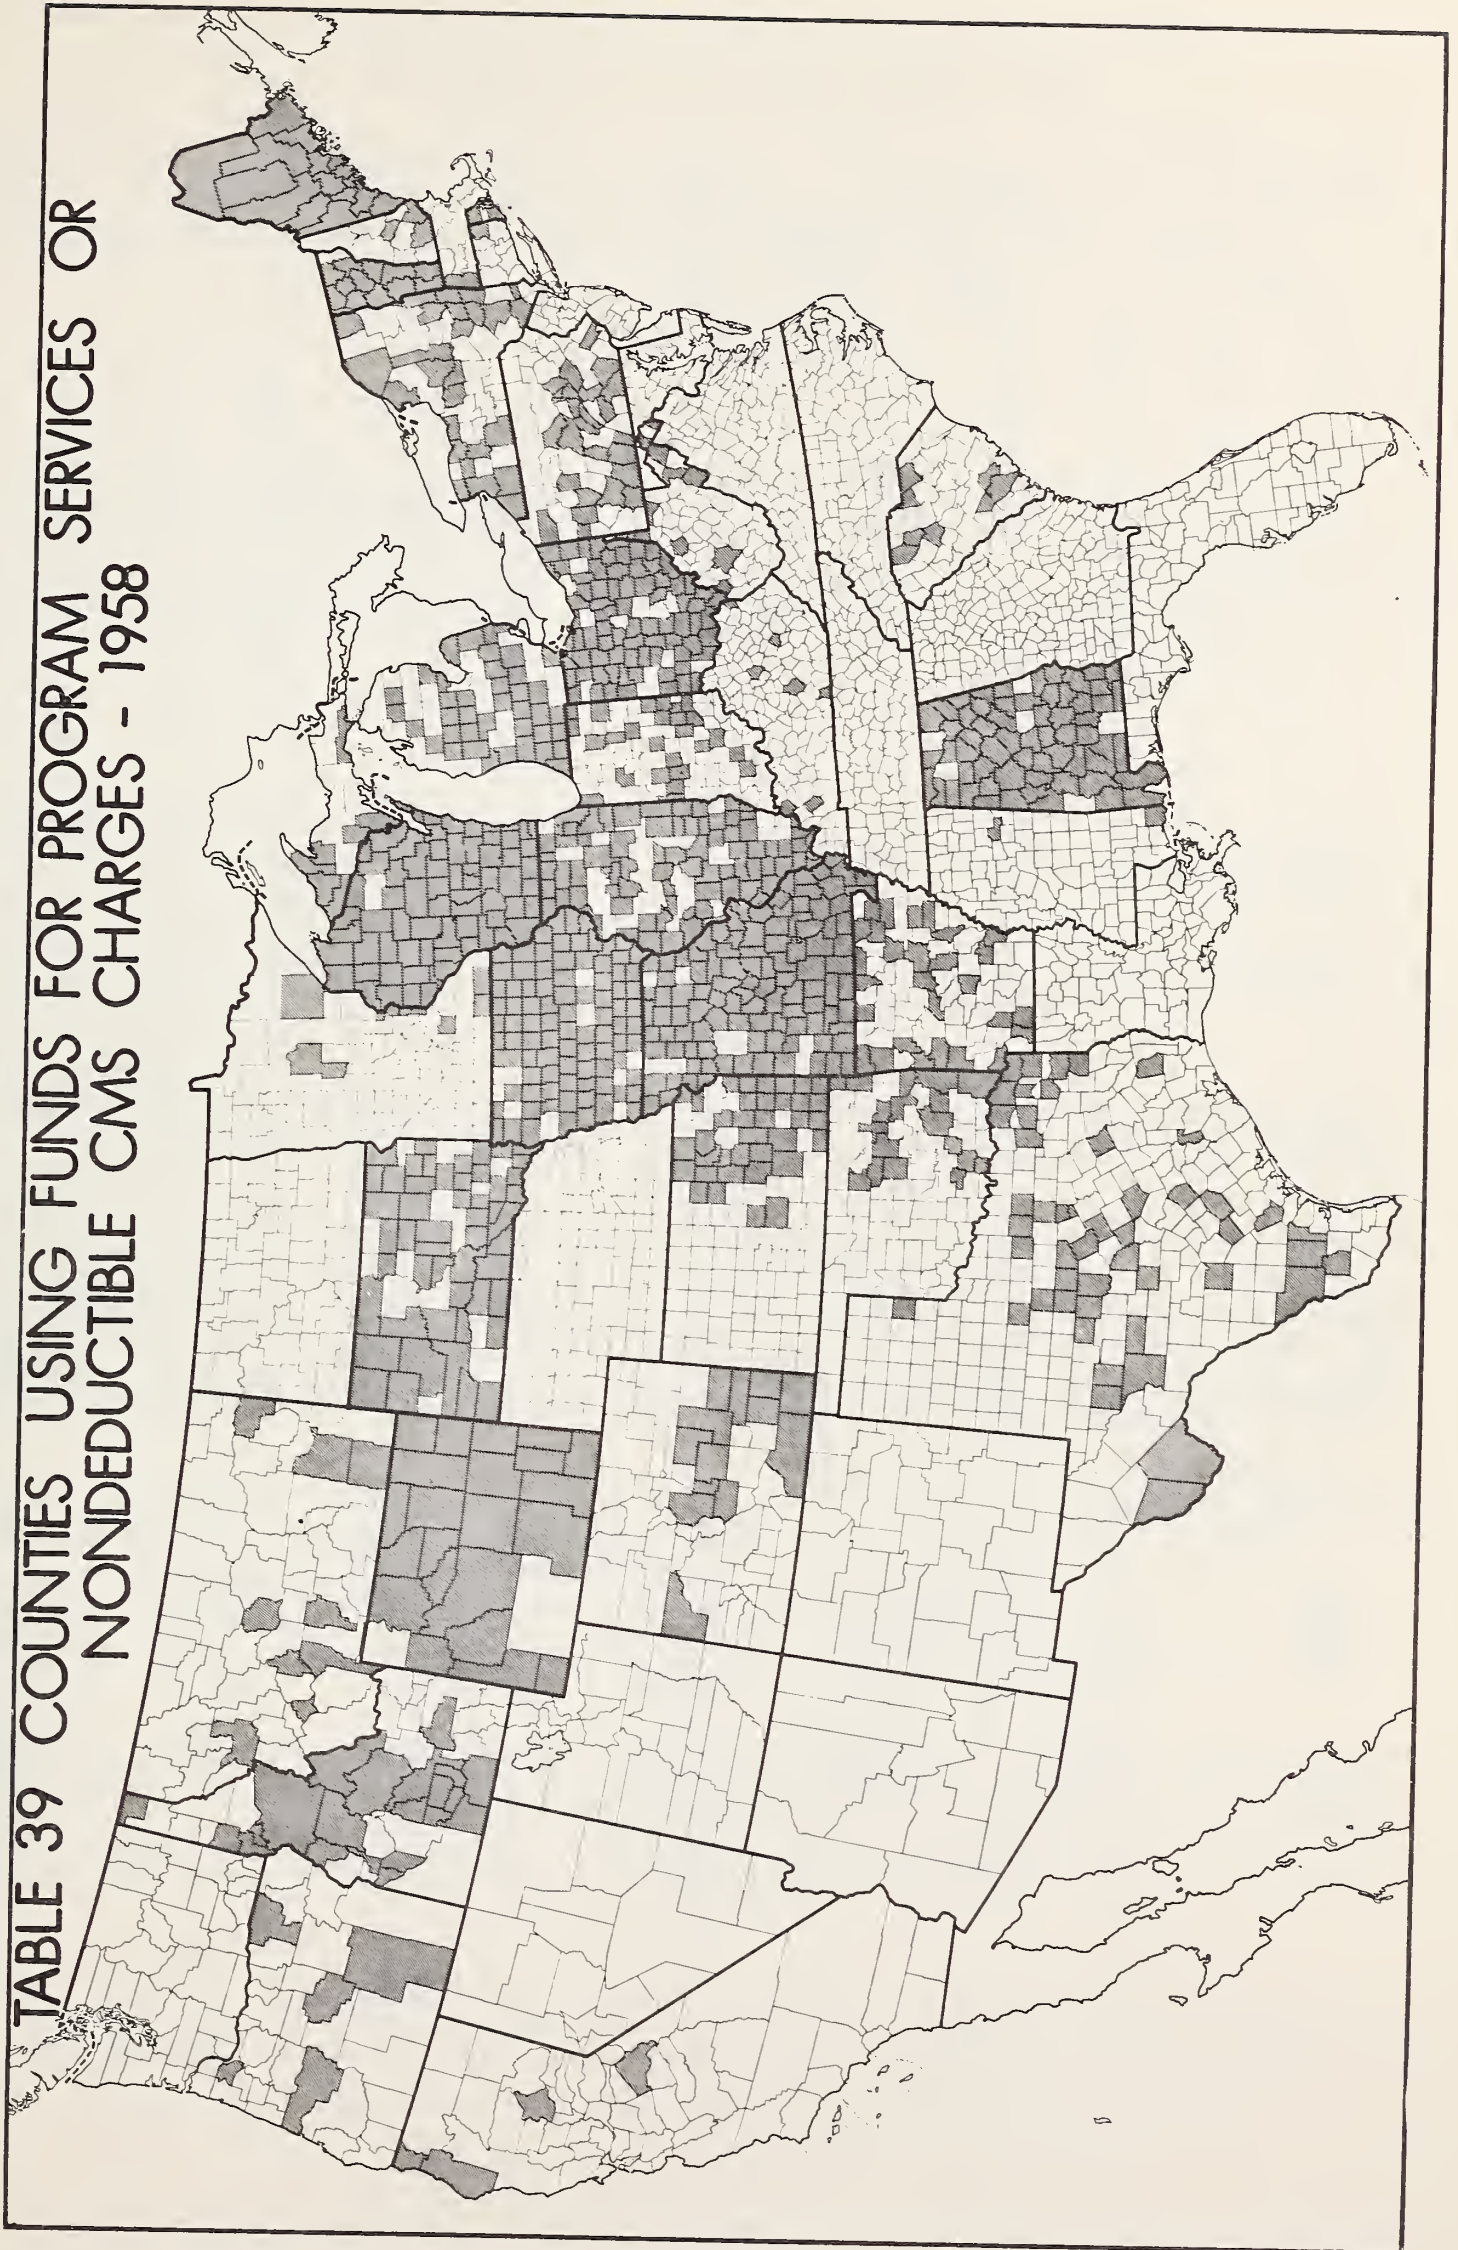 TABLE 39 COUNTIES USING FUNDS FOR PROGRAM SERVICES OR
NONDEDUCTIBLE CMS CHARGES - 1958